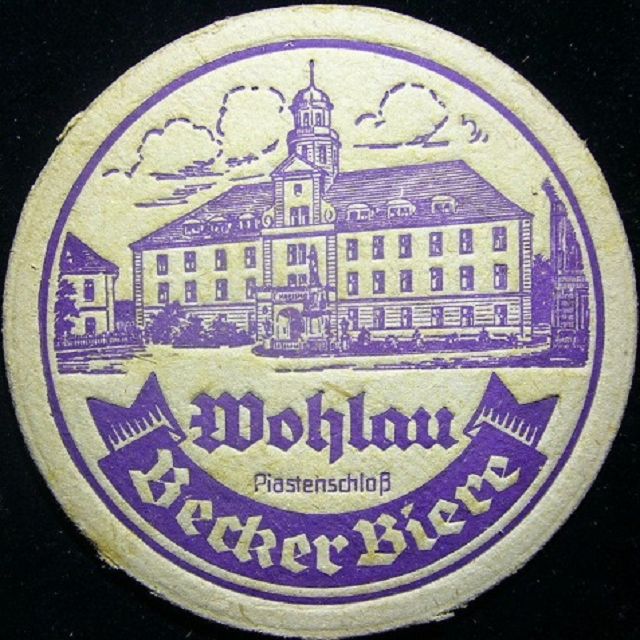 Wohlau
Piastenschloß
Becker Biere